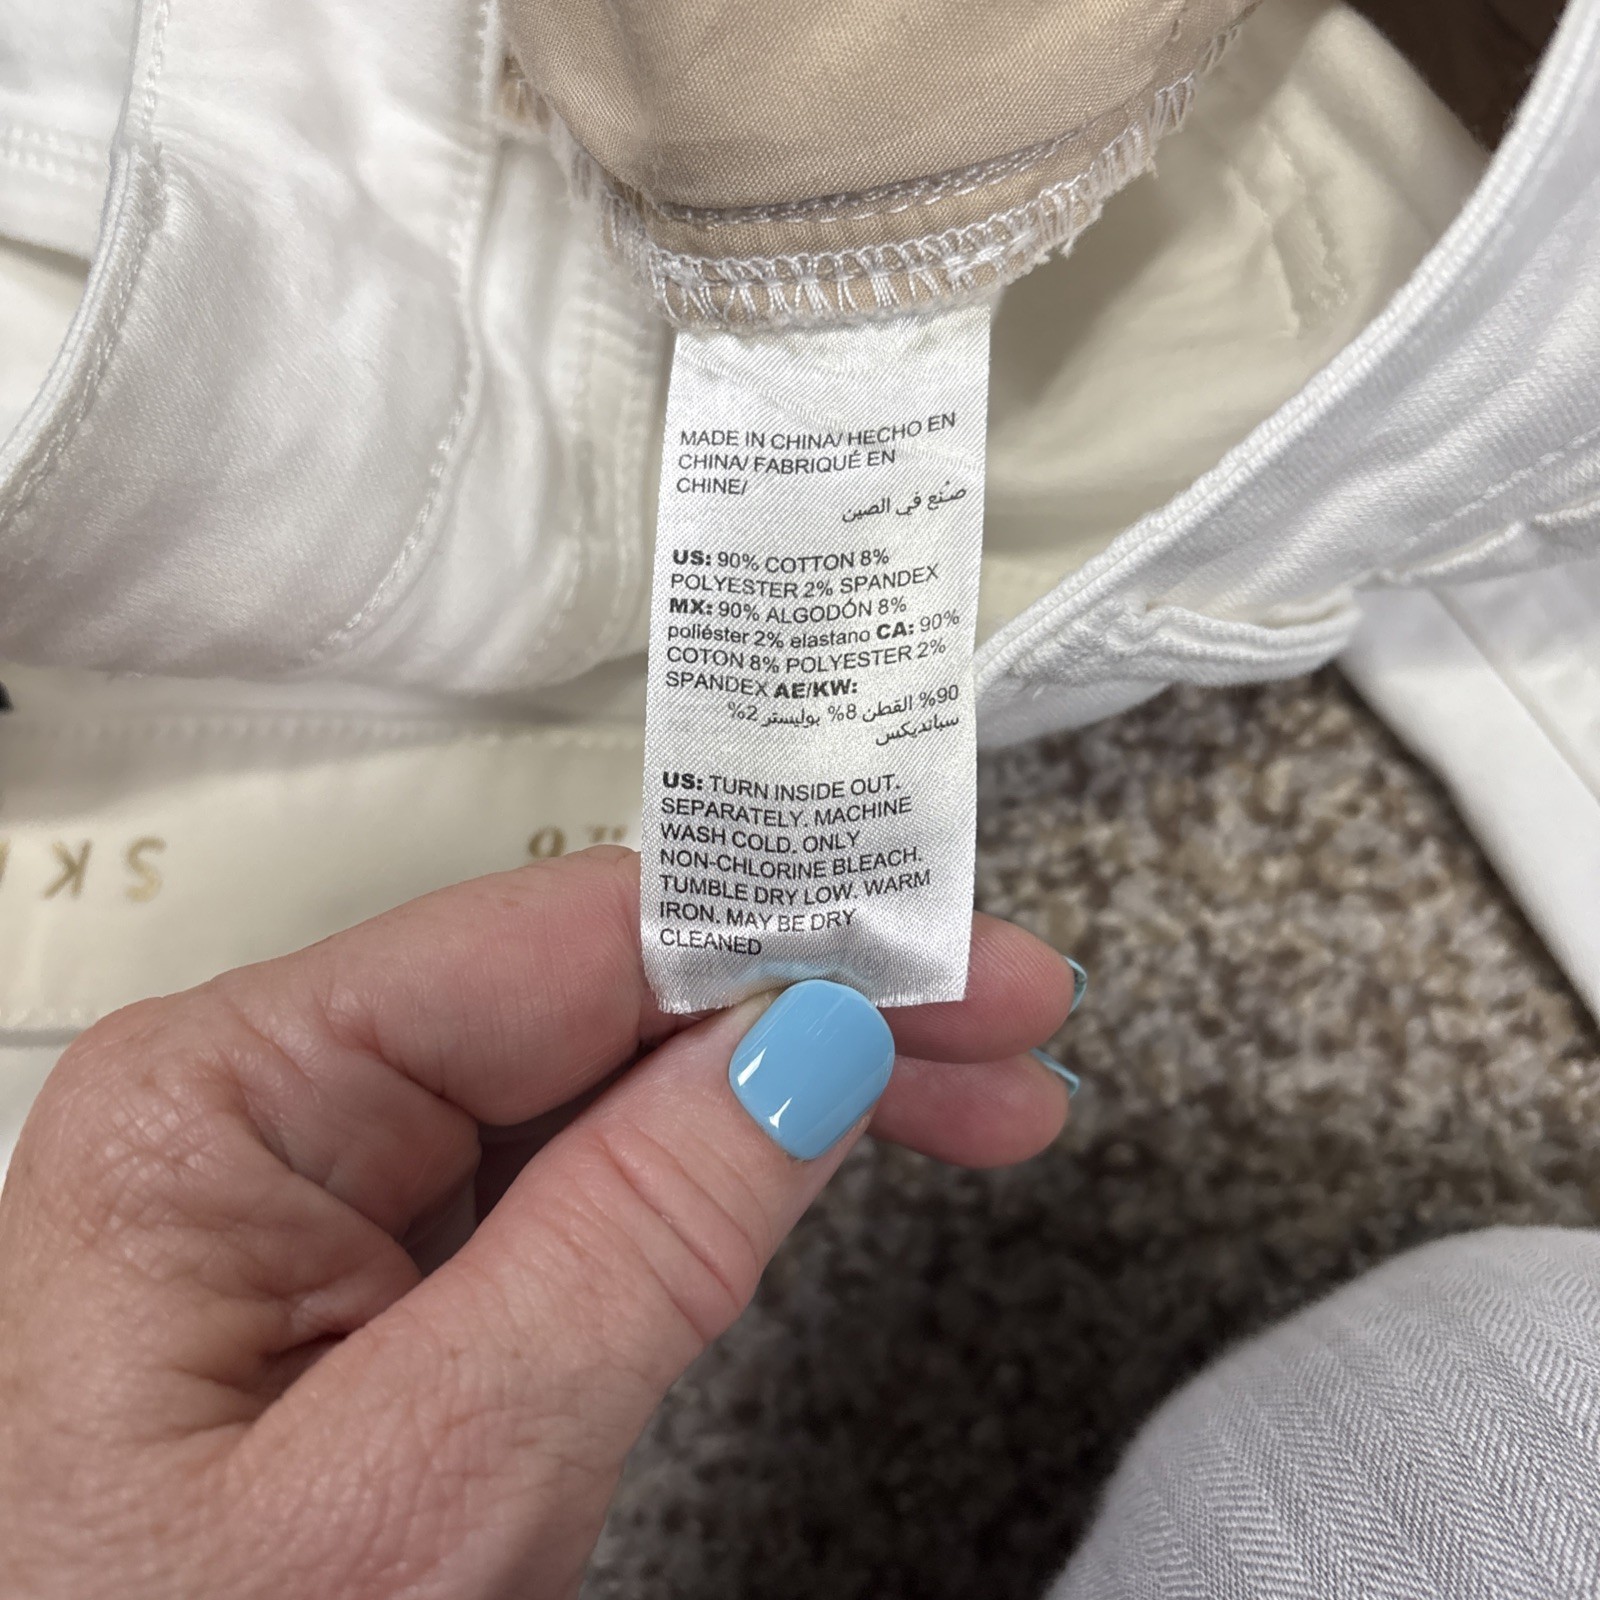 MADE IN CHINA/ HECHO EN
CHINA/ FABRIQUÉ EN
CHINE/
صُنع في الصين
US: 90% COTTON 8%
POLYESTER 2% SPANDEX
MX: 90% ALGODÓN 8%
poliéster 2% elastano CA: 90%
COTON 8% POLYESTER 2%
SPANDEX AE/KW:
90% القطن 8% بوليستر 2%
سبانديكس
US: TURN INSIDE OUT.
SEPARATELY. MACHINE
WASH COLD. ONLY
NON-CHLORINE BLEACH.
TUMBLE DRY LOW. WARM
IRON. MAY BE DRY
CLEANED
SK